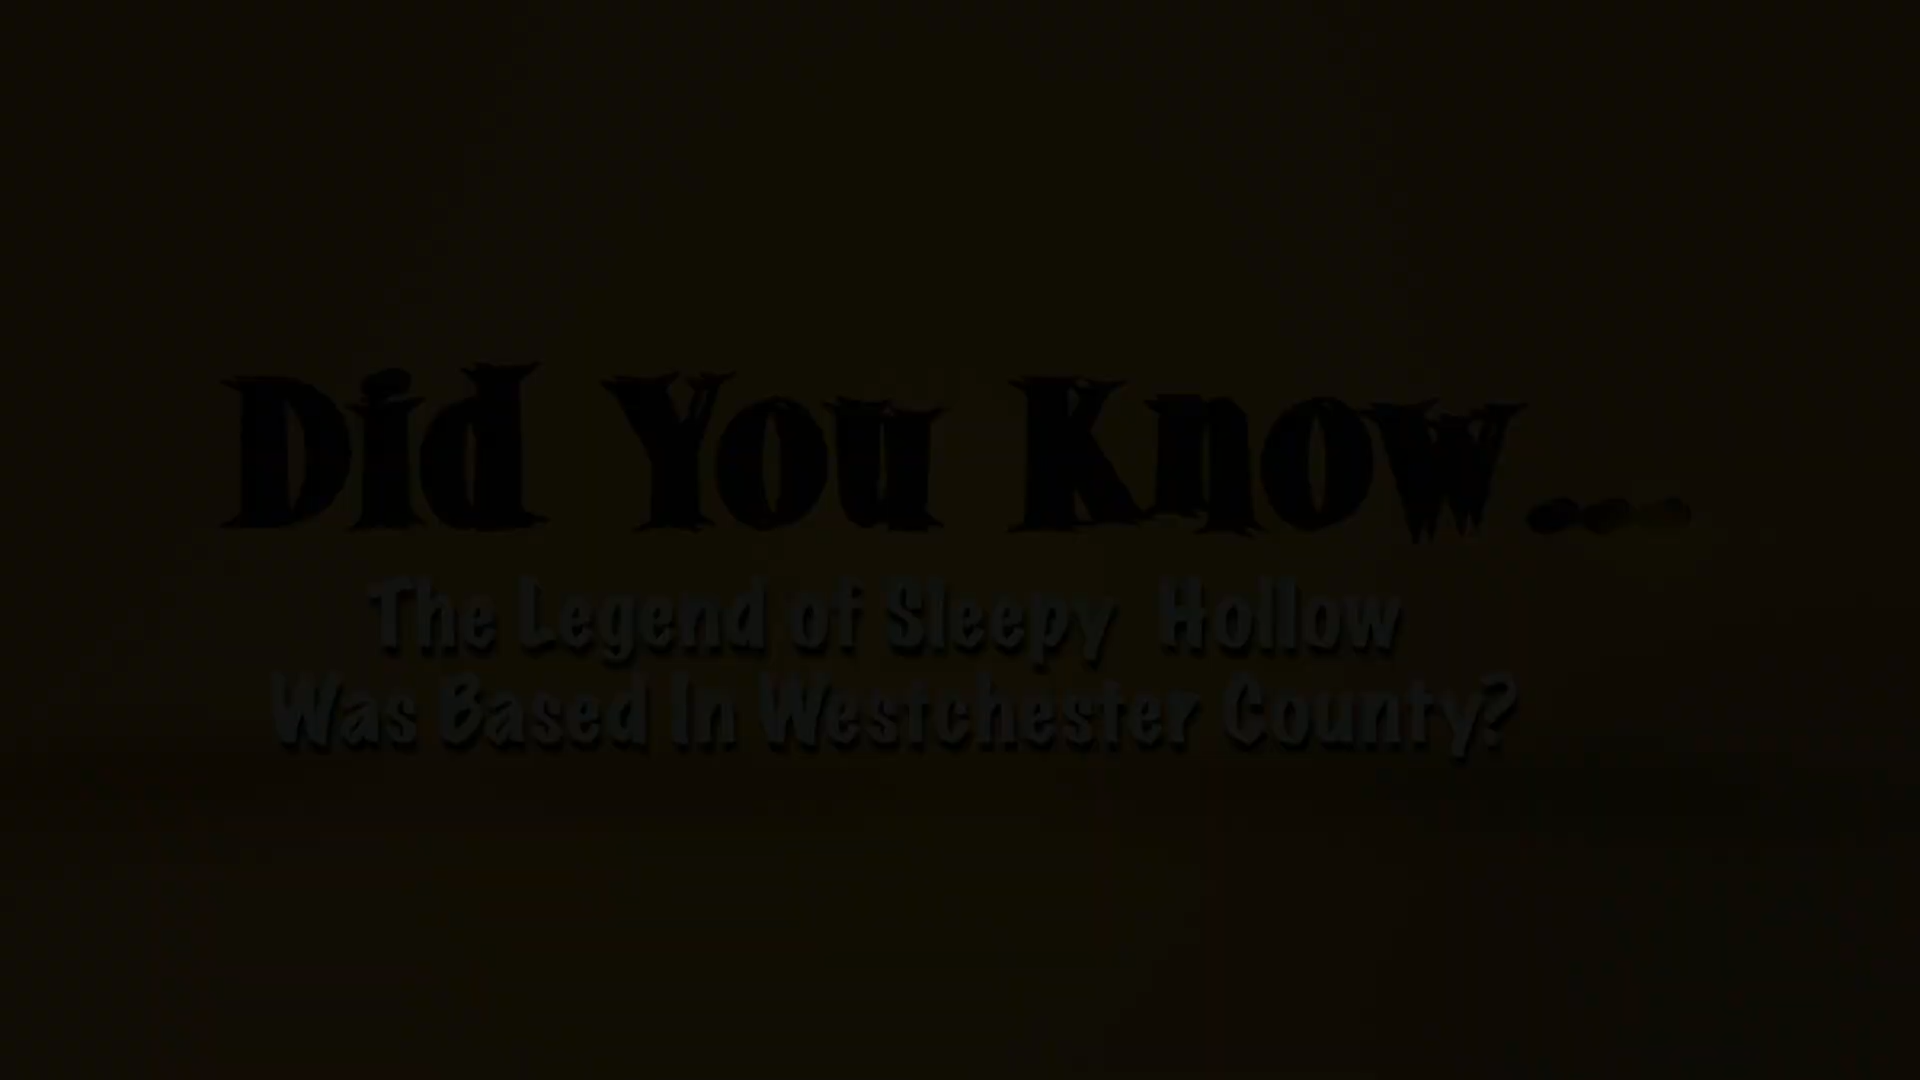 Did You Know...
The Legend of Sleepy Hollow
Was Based In Westchester County?